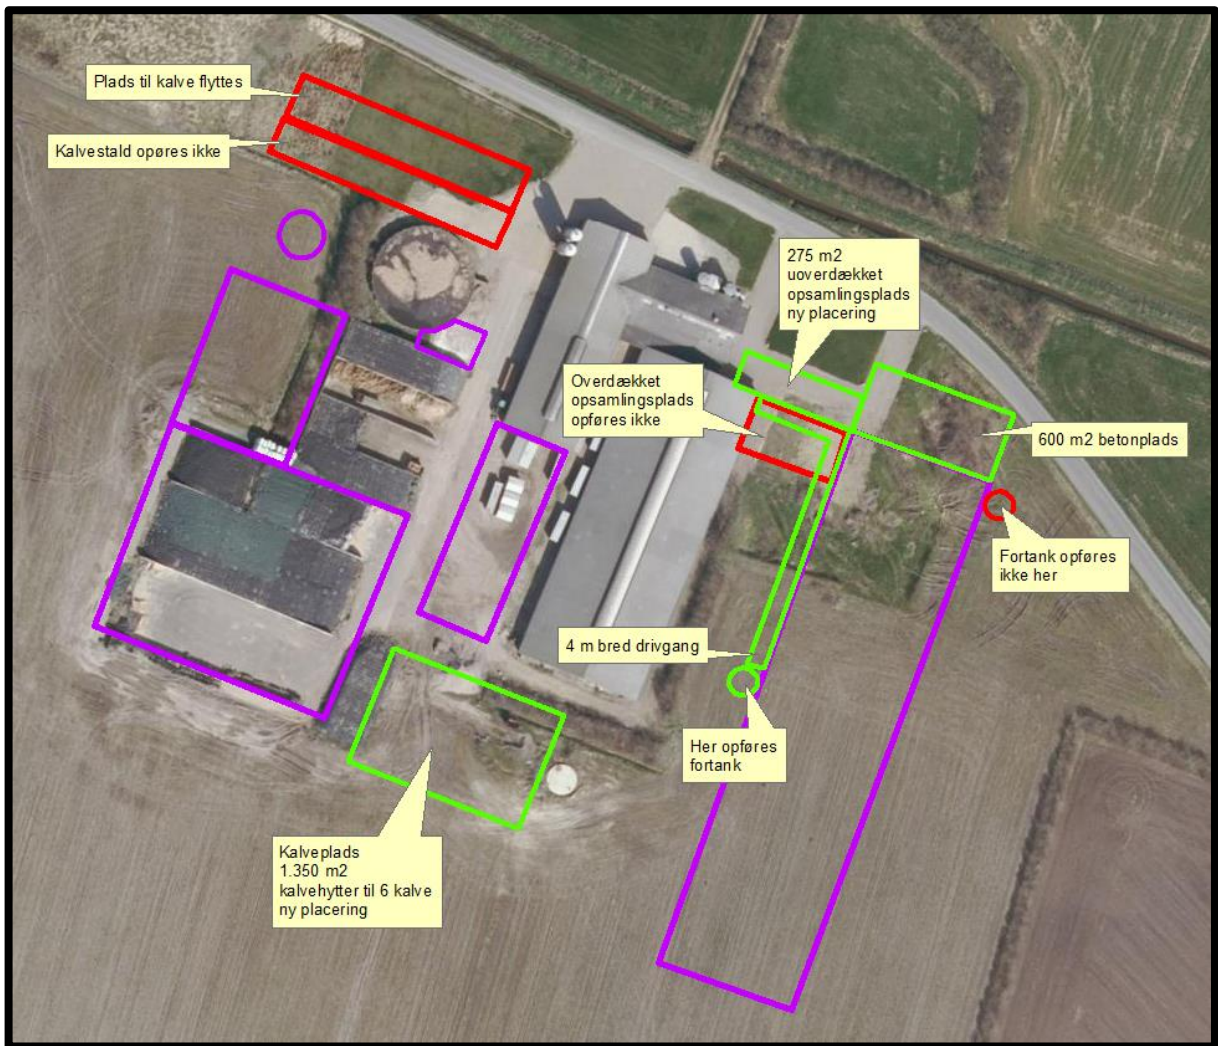 Plads til kalve flyttes
Kalvestald opøres ikke
275 m2
uoverdækket
opsamlingsplads
ny placering
Overdækket
opsamlingsplads
opføres ikke
600 m2 betonplads
Fortank opføres
ikke her
4 m bred drivgang
Her opføres
fortank
Kalveplads
1.350 m2
kalvehytter til 6 kalve
ny placering